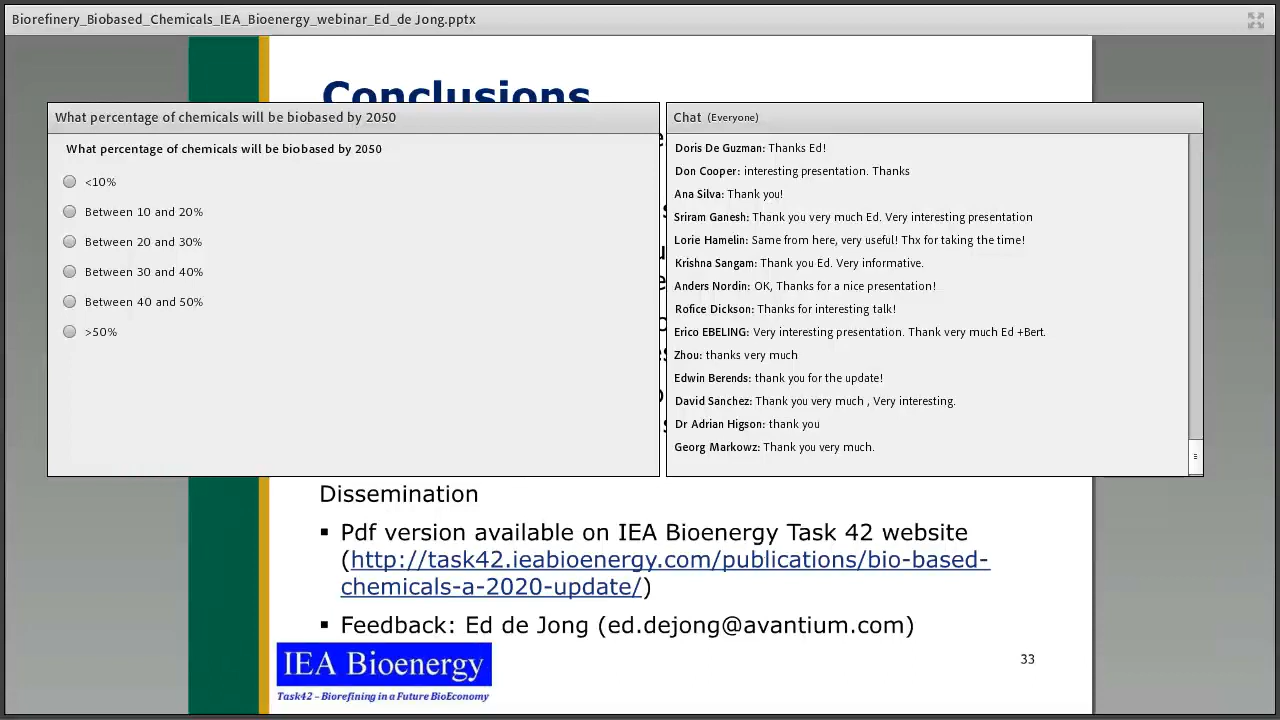 Biorefinery_Biobased_Chemicals_IEA_Bioenergy_webinar_Ed_de Jong.pptx
Conclusions
What percentage of chemicals will be biobased by 2050
What percentage of chemicals will be biobased by 2050
<10%
Between 10 and 20%
Between 20 and 30%
Between 30 and 40%
Between 40 and 50%
>50%
Chat (Everyone)
Doris De Guzman: Thanks Ed!
Don Cooper: interesting presentation. Thanks
Ana Silva: Thank you!
Sriram Ganesh: Thank you very much Ed. Very interesting presentation
Lorie Hamelin: Same from here, very useful! Thx for taking the time!
Krishna Sangam: Thank you Ed. Very informative.
Anders Nordin: OK, Thanks for a nice presentation!
Rofice Dickson: Thanks for interesting talk!
Erico EBELING: Very interesting presentation. Thank very much Ed +Bert.
Zhou: thanks very much
Edwin Berends: thank you for the update!
David Sanchez: Thank you very much , Very interesting.
Dr Adrian Higson: thank you
Georg Markowz: Thank you very much.
Dissemination
▪ Pdf version available on IEA Bioenergy Task 42 website
(http://task42.ieabioenergy.com/publications/bio-based-
chemicals-a-2020-update/)
▪ Feedback: Ed de Jong (ed.dejong@avantium.com)
IEA Bioenergy
Task42 – Biorefining in a Future BioEconomy
33